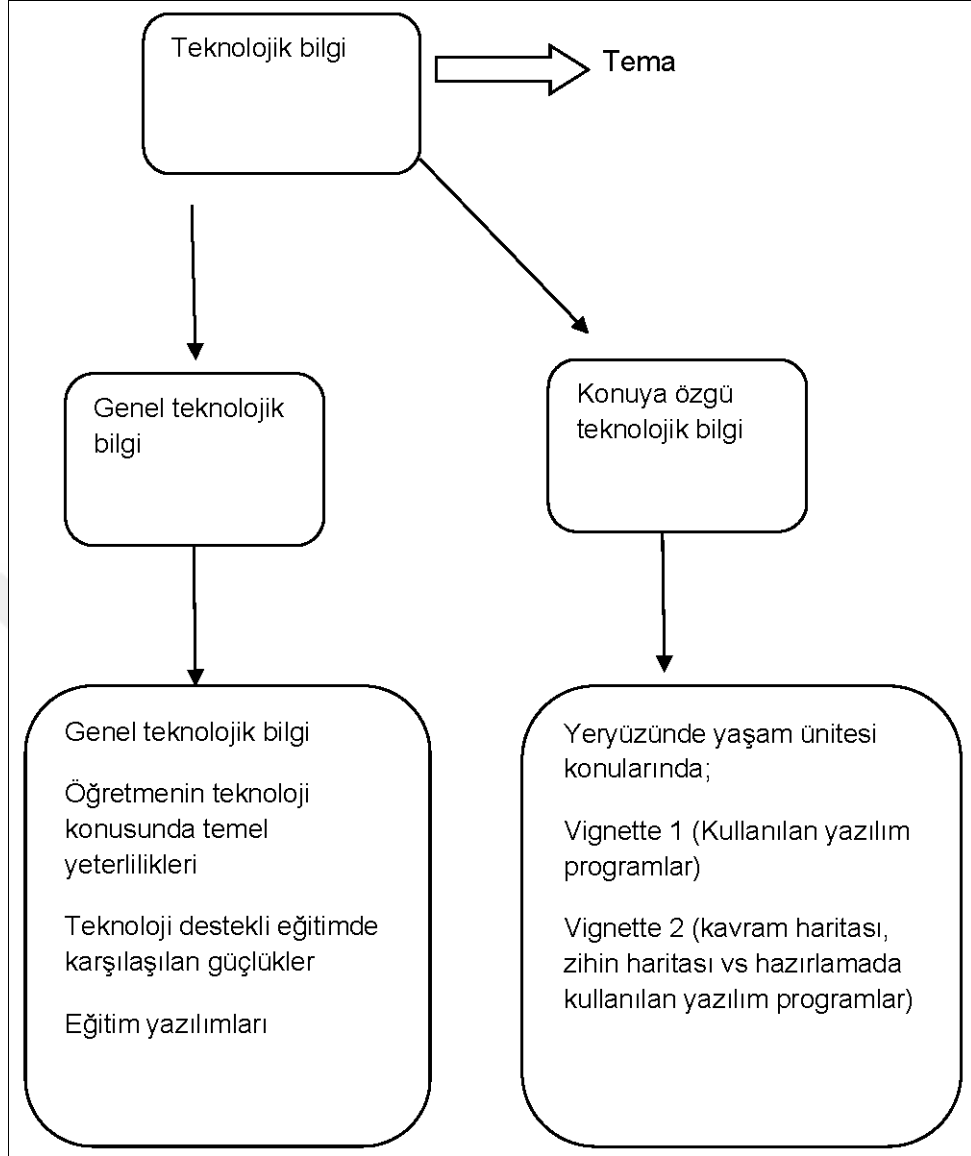 Teknolojik bilgi
Tema
Genel teknolojik
bilgi
Konuya özgü
teknolojik bilgi
Genel teknolojik bilgi
Öğretmenin teknoloji
konusunda temel
yeterlilikleri
Teknoloji destekli eğitimde
karşılaşılan güçlükler
Eğitim yazılımları
Yeryüzünde yaşam ünitesi
konularında;
Vignette 1 (Kullanılan yazılım
programlar)
Vignette 2 (kavram haritası,
zihin haritası vs hazırlamada
kullanılan yazılım programlar)